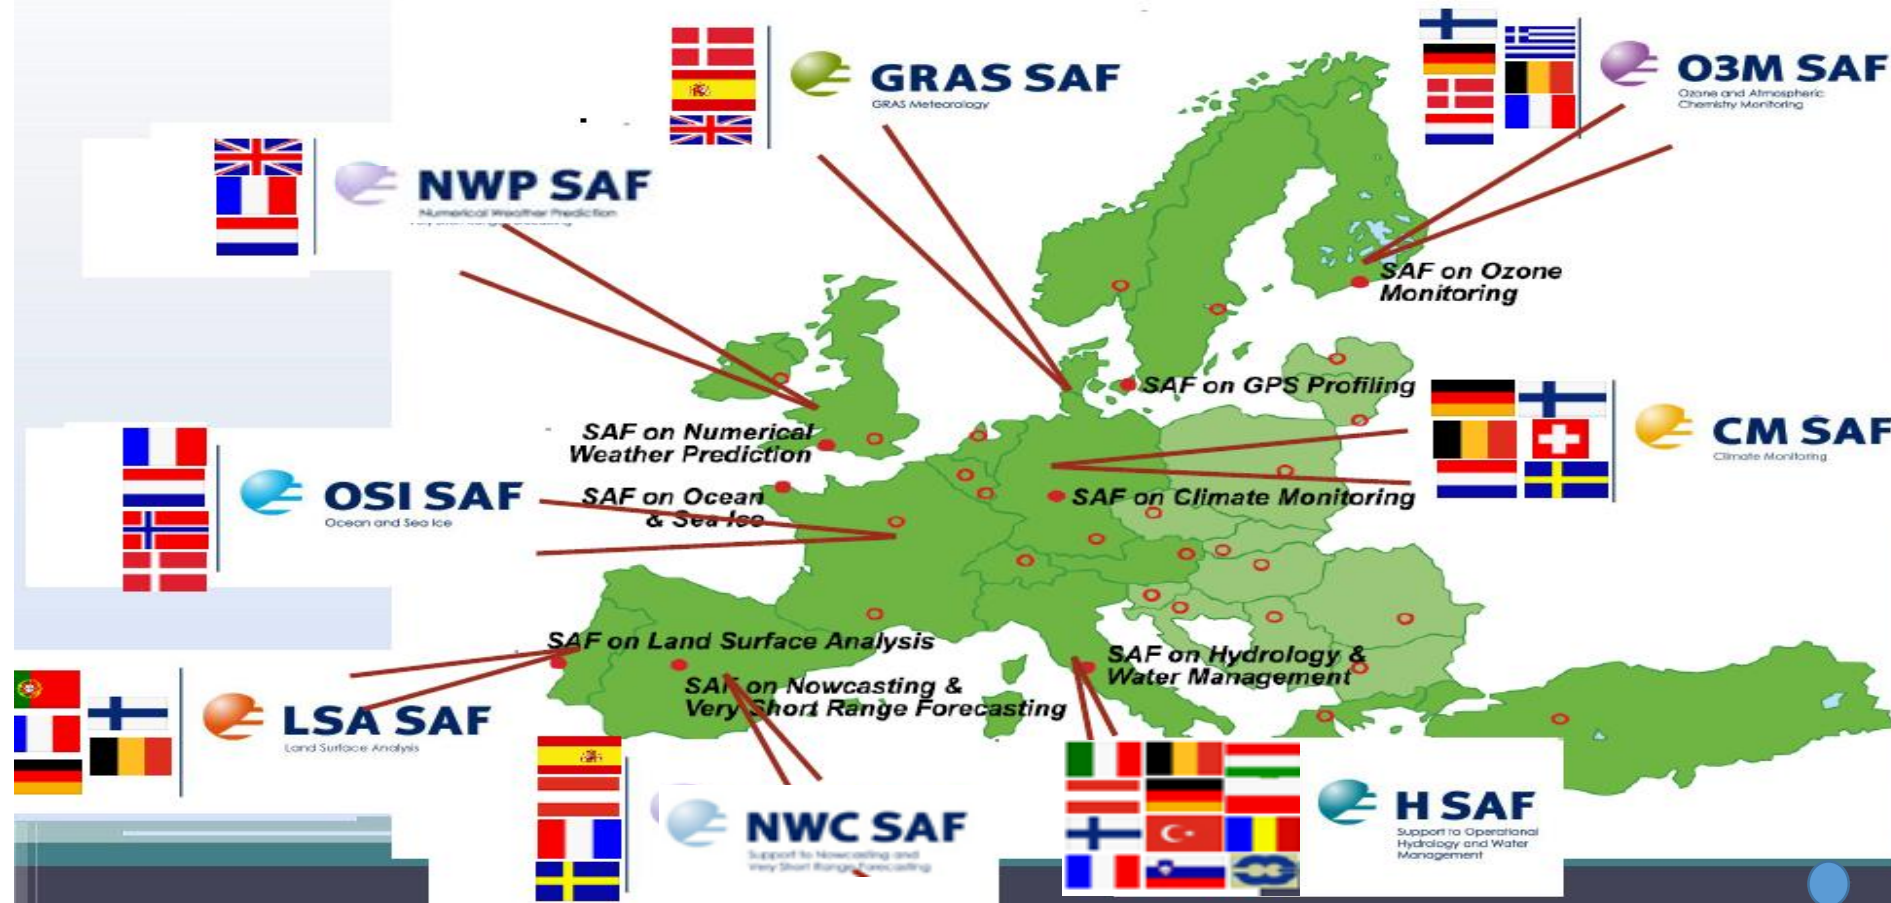 GRAS SAF
GRAS Meteorology
O3M SAF
Ozone and Atmospheric
Chemistry Monitoring
NWP SAF
Numerical Weather Prediction
SAF on Ozone
Monitoring
SAF on GPS Profiling
SAF on Numerical
Weather Prediction
CM SAF
Climate Monitoring
OSI SAF
Ocean and Sea Ice
SAF on Ocean
& Sea Ice
SAF on Climate Monitoring
SAF on Land Surface Analysis
SAF on Hydrology &
Water Management
SAF on Nowcasting &
Very Short Range Forecasting
LSA SAF
Land Surface Analysis
NWC SAF
Support to Nowcasting and
Very Short Range Forecasting
H SAF
Support to Operational
Hydrology and Water
Management